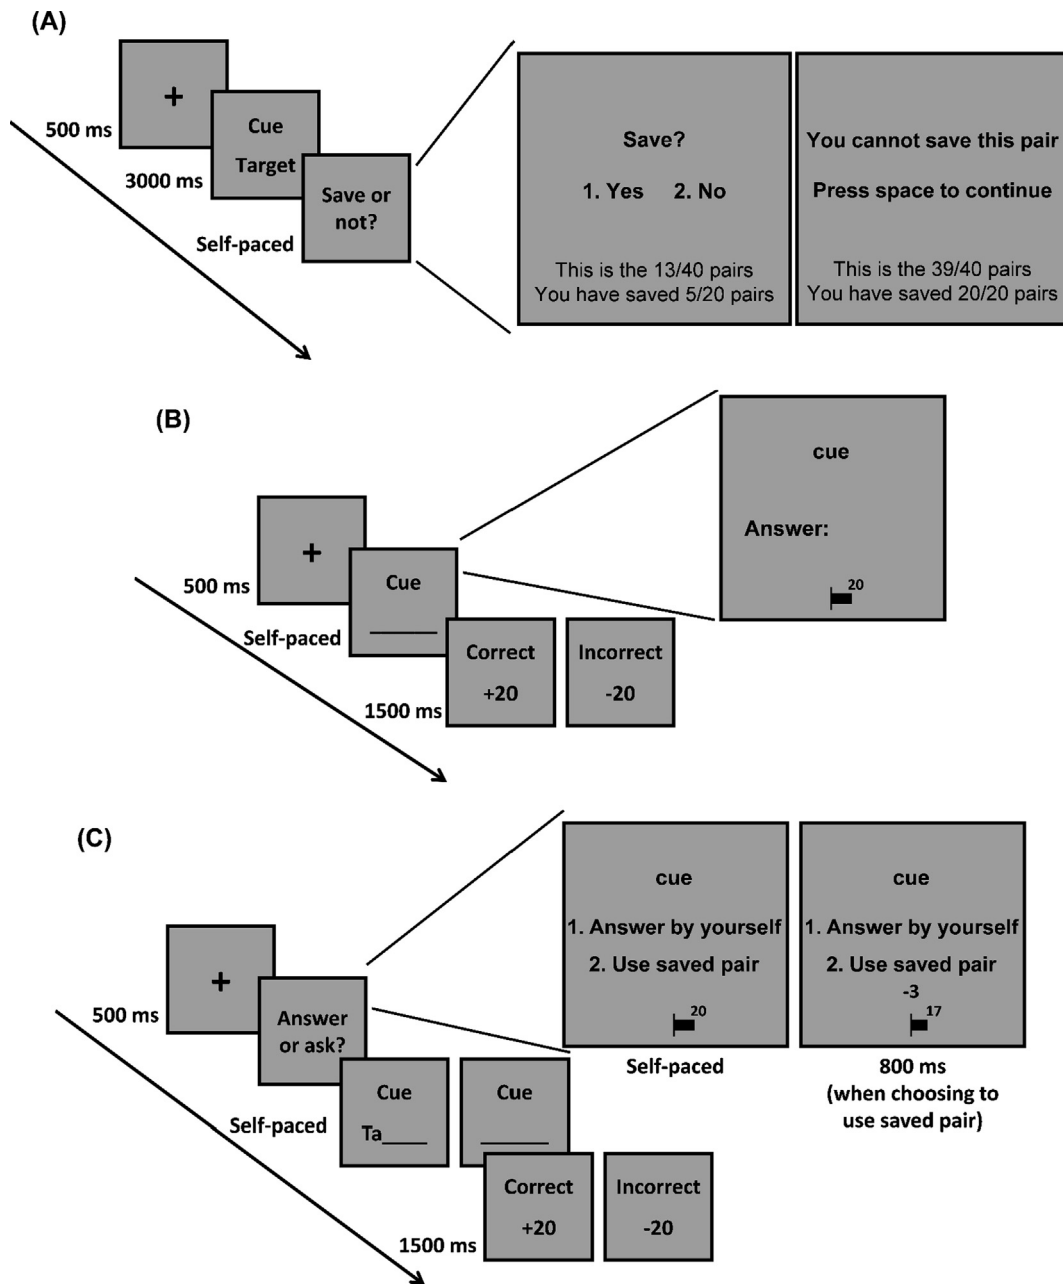 (A)
+
500 ms
Cue
Target
3000 ms
Save or
not?
Self-paced
Save?
1. Yes 2. No
This is the 13/40 pairs
You have saved 5/20 pairs
You cannot save this pair
Press space to continue
This is the 39/40 pairs
You have saved 20/20 pairs
(B)
+
500 ms
Cue
_______
Self-paced
Correct
+20
Incorrect
-20
1500 ms
cue
Answer:
20
(C)
+
500 ms
Answer
or ask?
Cue
Ta____
Cue
_______
Self-paced
Correct
+20
Incorrect
-20
1500 ms
cue
1. Answer by yourself
2. Use saved pair
20
Self-paced
cue
1. Answer by yourself
2. Use saved pair
-3
17
800 ms
(when choosing to
use saved pair)